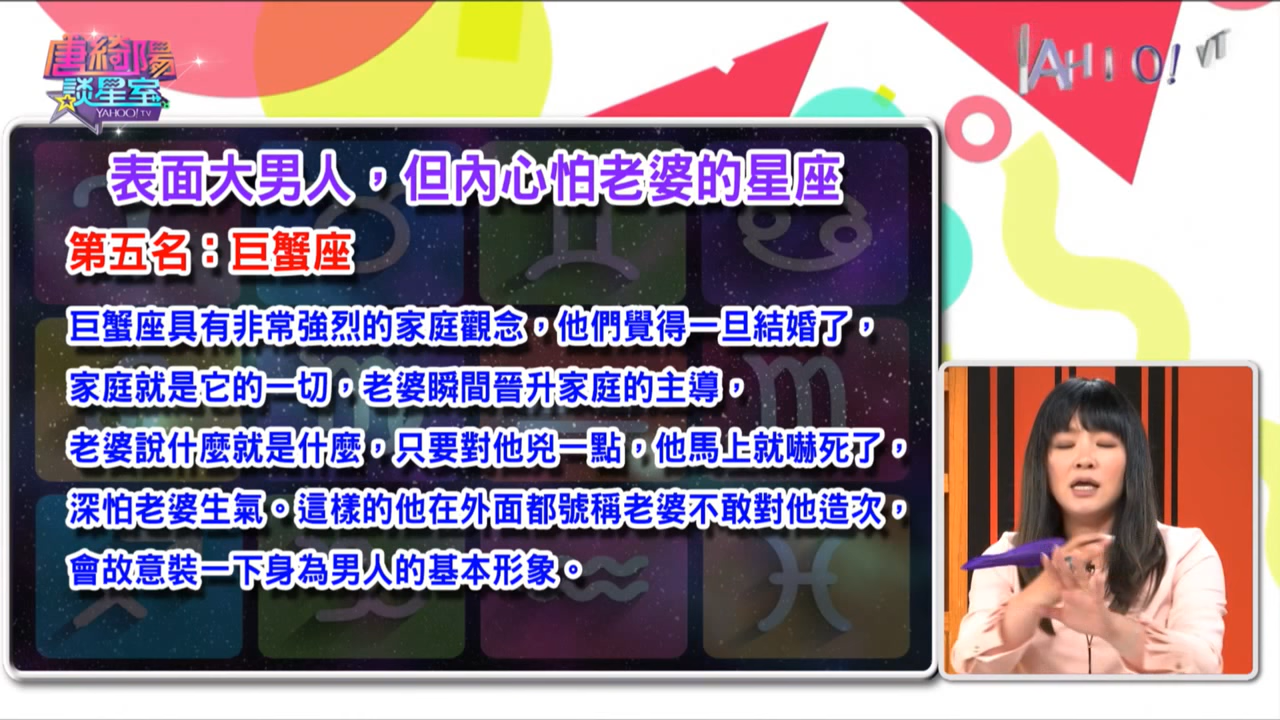 唐綺陽
談星室
YAHOO! TV
YAHOO! TV
表面大男人，但內心怕老婆的星座
第五名：巨蟹座
巨蟹座具有非常強烈的家庭觀念，他們覺得一旦結婚了，
家庭就是它的一切，老婆瞬間晉升家庭的主導，
老婆說什麼就是什麼，只要對他兇一點，他馬上就嚇死了，
深怕老婆生氣。這樣的他在外面都號稱老婆不敢對他造次，
會故意裝一下身為男人的基本形象。